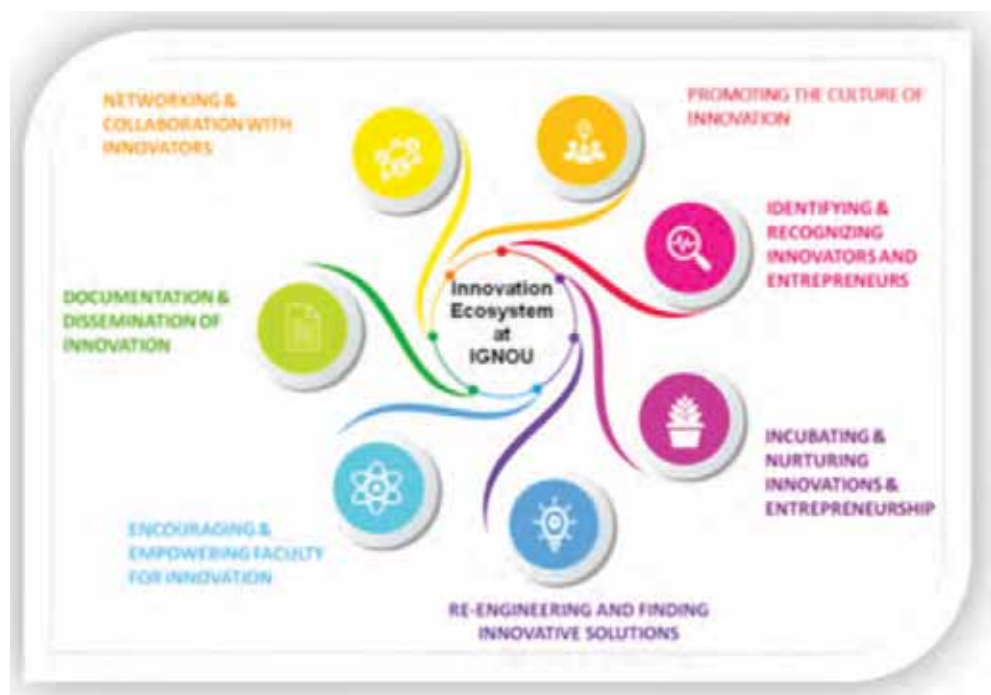 NETWORKING &
COLLABORATION WITH
INNOVATORS
PROMOTING THE CULTURE OF
INNOVATION
IDENTIFYING &
RECOGNIZING
INNOVATORS AND
ENTREPRENEURS
DOCUMENTATION &
DISSEMINATION OF
INNOVATION
Innovation
Ecosystem
at
IGNOU
INCUBATING &
NURTURING
INNOVATIONS &
ENTREPRENEURSHIP
ENCOURAGING &
EMPOWERING FACULTY
FOR INNOVATION
RE-ENGINEERING AND FINDING
INNOVATIVE SOLUTIONS